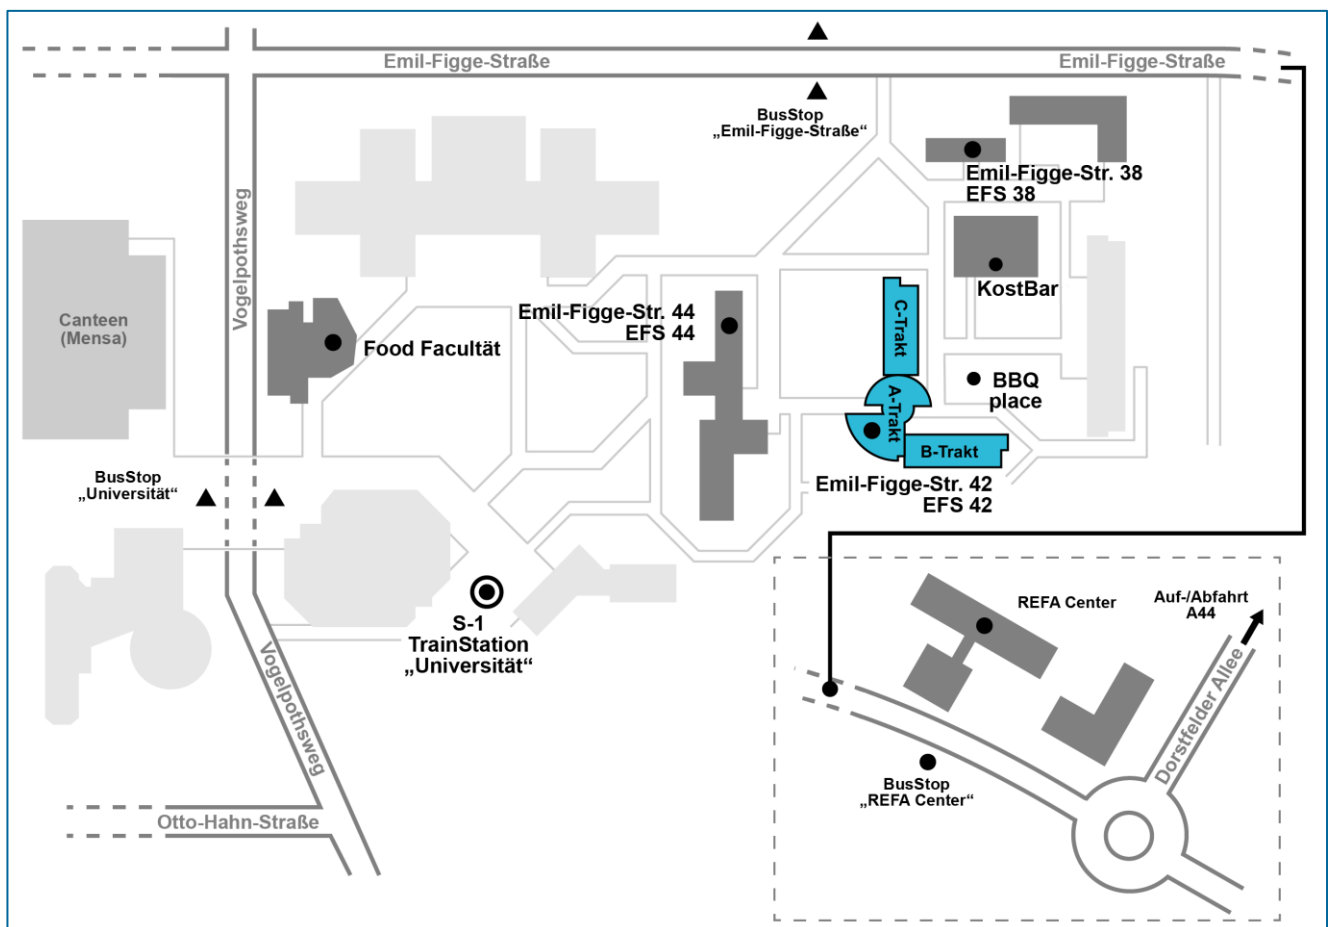 Emil-Figge-Straße
Emil-Figge-Straße
BusStop
„Emil-Figge-Straße“
Emil-Figge-Str. 38
EFS 38
Vogelpothsweg
Canteen
(Mensa)
KostBar
Emil-Figge-Str. 44
EFS 44
Food Facultät
C-Trakt
A-Trakt
B-Trakt
BBQ
place
BusStop
„Universität“
Emil-Figge-Str. 42
EFS 42
S-1
TrainStation
„Universität“
Vogelpothsweg
Otto-Hahn-Straße
REFA Center
Auf-/Abfahrt
A44
Dorstfelder Allee
BusStop
„REFA Center“